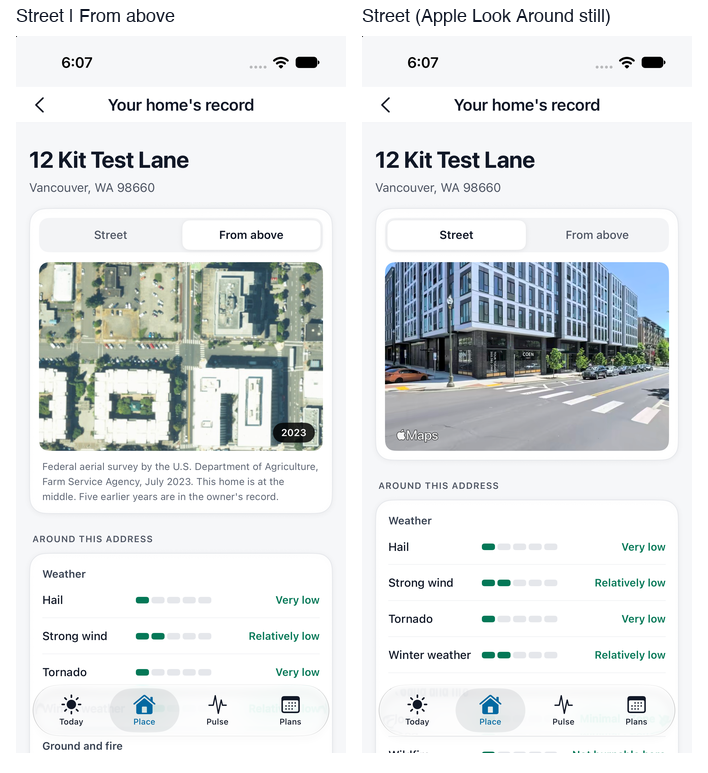 Street | From above
6:07
Your home's record
12 Kit Test Lane
Vancouver, WA 98660
Street
From above
2023
Federal aerial survey by the U.S. Department of Agriculture,
Farm Service Agency, July 2023. This home is at the
middle. Five earlier years are in the owner's record.
AROUND THIS ADDRESS
Weather
Hail
Very low
Strong wind
Relatively low
Tornado
Very low
Today
Place
Pulse
Plans
Ground and fire
Street (Apple Look Around still)
6:07
Your home's record
12 Kit Test Lane
Vancouver, WA 98660
Street
From above
COEN
Maps
AROUND THIS ADDRESS
Weather
Hail
Very low
Strong wind
Relatively low
Tornado
Very low
Winter weather
Relatively low
Today
Place
Pulse
Plans